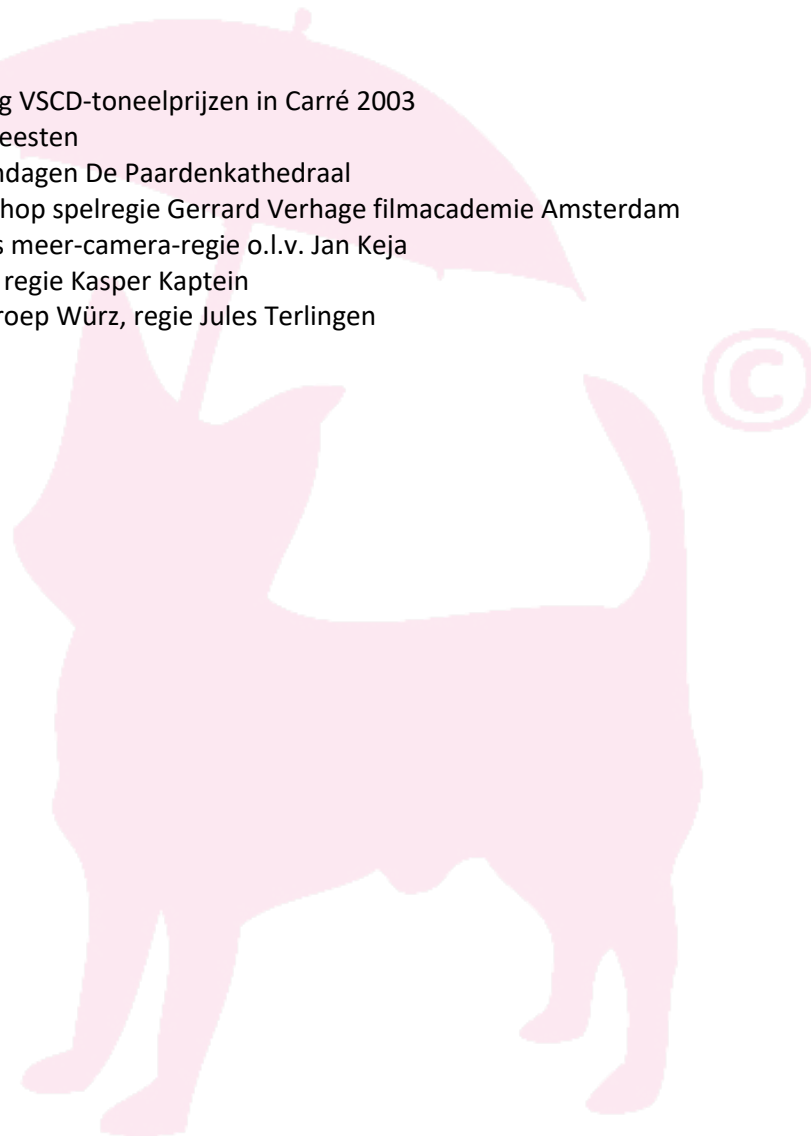 g VSCD-toneelprijzen in Carré 2003
eesten
ndagen De Paardenkathedraal
hop spelregie Gerrard Verhage filmacademie Amsterdam
s meer-camera-regie o.l.v. Jan Keja
regie Kasper Kaptein
roep Würz, regie Jules Terlingen
©